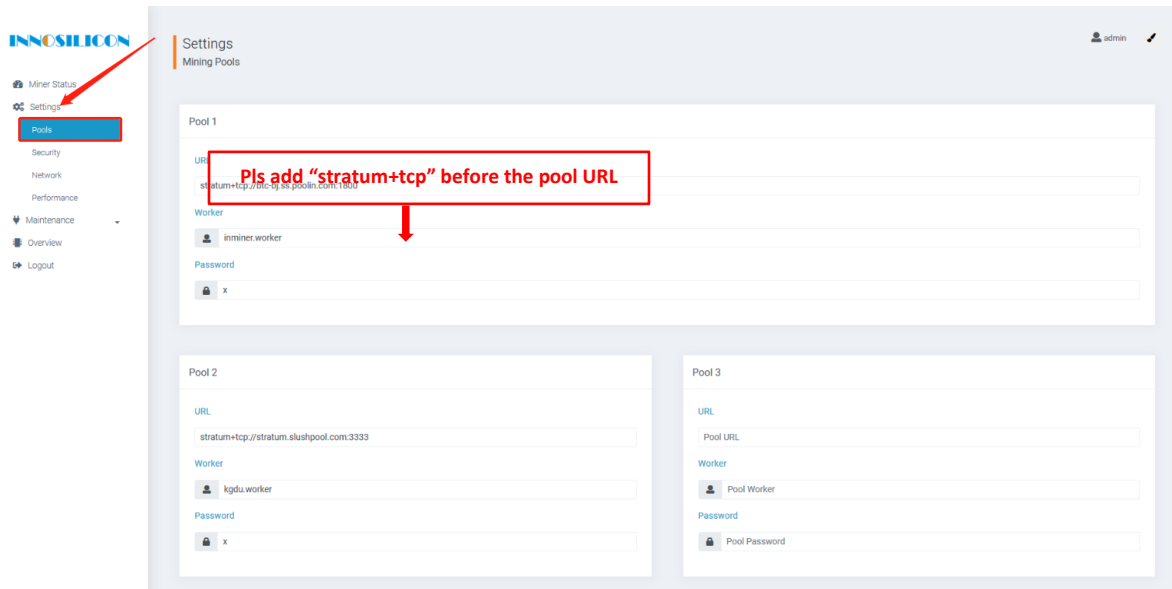 INNOSILICON
Miner Status
Settings
Pools
Security
Network
Performance
Maintenance
Overview
Logout
Settings
Mining Pools
admin
Pool 1
URL
Pls add “stratum+tcp” before the pool URL
stratum+tcp://btc-bj.ss.poolin.com:1800
Worker
inminer.worker
Password
x
Pool 2
URL
stratum+tcp://stratum.slushpool.com:3333
Worker
kgdu.worker
Password
x
Pool 3
URL
Pool URL
Worker
Pool Worker
Password
Pool Password